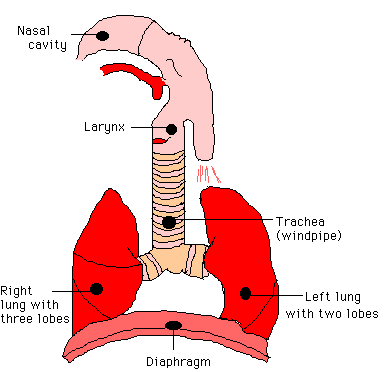 Nasal
cavity
Larynx
Trachea
(windpipe)
Right
lung with
three lobes
Left lung
with two lobes
Diaphragm